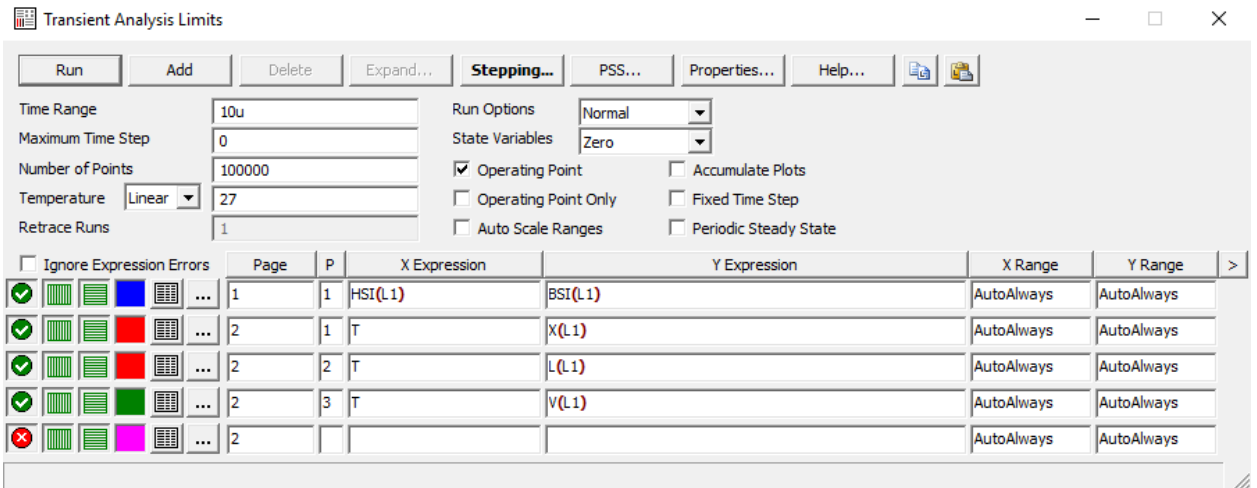 Transient Analysis Limits
Run Add Delete Expand... Stepping... PSS... Properties... Help...
Time Range 10u Run Options Normal
Maximum Time Step 0 State Variables Zero
Number of Points 100000 Operating Point Accumulate Plots
Temperature Linear 27 Operating Point Only Fixed Time Step
Retrace Runs 1 Auto Scale Ranges Periodic Steady State
Ignore Expression Errors Page P X Expression Y Expression X Range Y Range >
... 1 1 HSI(L1) BSI(L1) AutoAlways AutoAlways
... 2 1 T X(L1) AutoAlways AutoAlways
... 2 2 T L(L1) AutoAlways AutoAlways
... 2 3 T V(L1) AutoAlways AutoAlways
... 2 AutoAlways AutoAlways